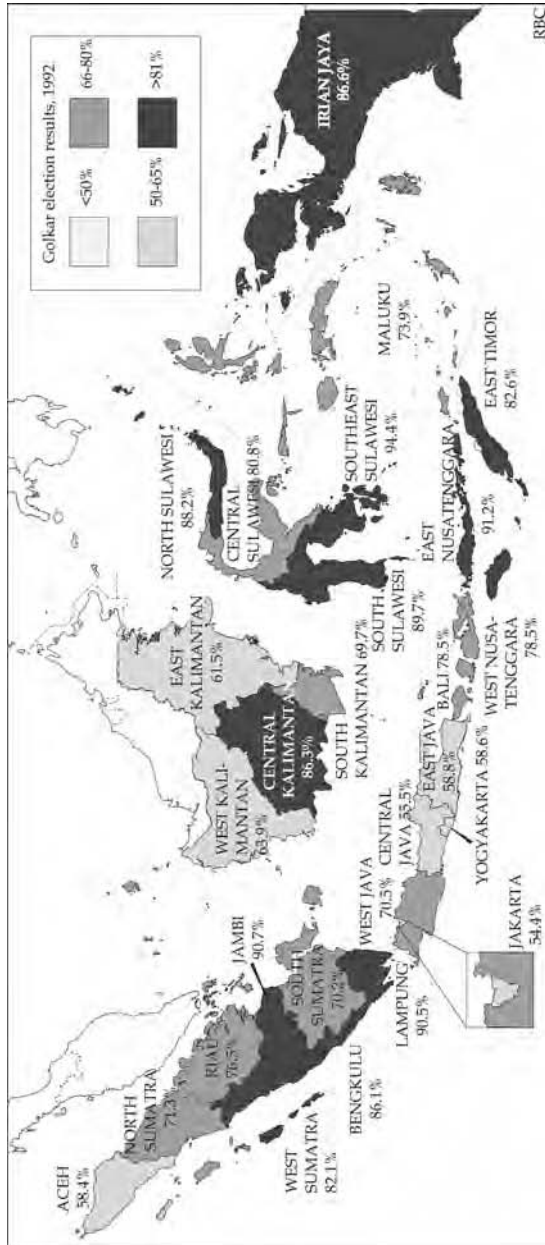 Golkar election results, 1992
<50%
66-80%
50-65%
>81%
ACEH
58.4%
NORTH
SUMATRA
71.3%
RIAU
76.5%
WEST
SUMATRA
82.1%
JAMBI
90.7%
SOUTH
SUMATRA
70.2%
BENGKULU
86.1%
LAMPUNG
90.5%
WEST JAVA
70.5%
JAKARTA
54.4%
CENTRAL
JAVA 55.5%
YOGYAKARTA 58.6%
EAST JAVA
58.8%
BALI 78.5%
WEST NUSA-
TENGGARA
78.5%
EAST
NUSATENGGARA
91.2%
EAST TIMOR
82.6%
WEST KALI-
MANTAN
63.9%
CENTRAL
KALIMANTAN
86.3%
SOUTH
KALIMANTAN 69.7%
EAST
KALIMANTAN
61.5%
NORTH SULAWESI
88.2%
CENTRAL
SULAWESI 80.8%
SOUTH
SULAWESI
89.7%
SOUTHEAST
SULAWESI
94.4%
MALUKU
73.9%
IRIAN JAYA
86.6%
RBC